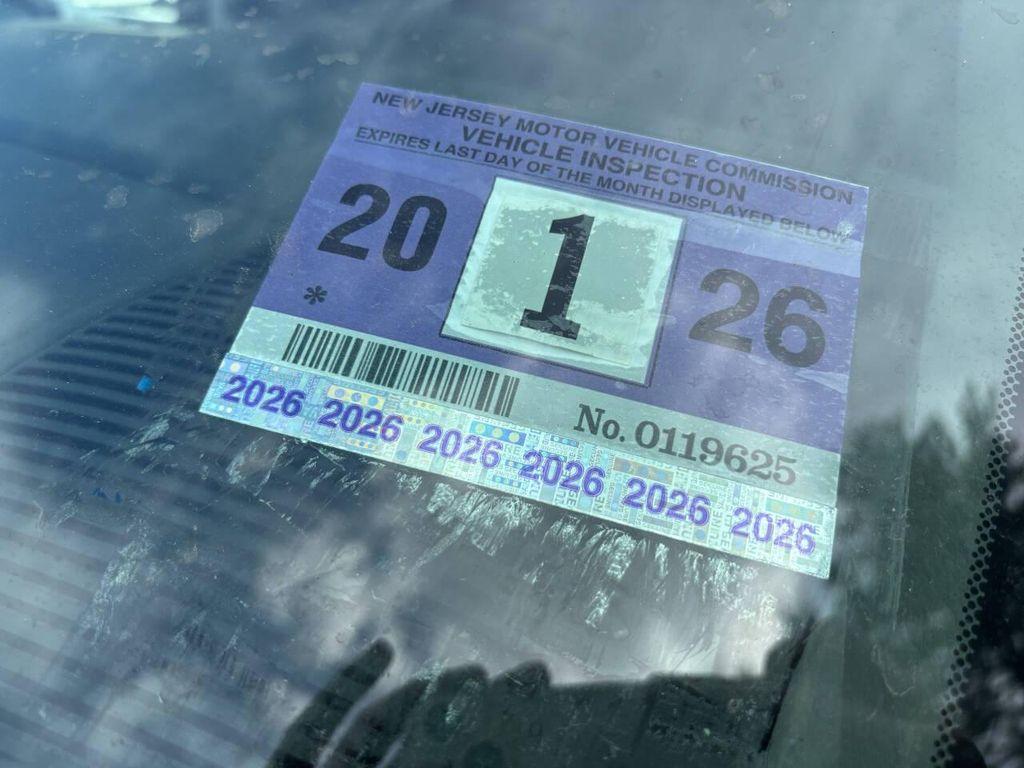 NEW JERSEY MOTOR VEHICLE COMMISSION
VEHICLE INSPECTION
EXPIRES LAST DAY OF THE MONTH DISPLAYED BELOW
20 1 26
*
No. 0119625
2026 2026 2026 2026 2026 2026